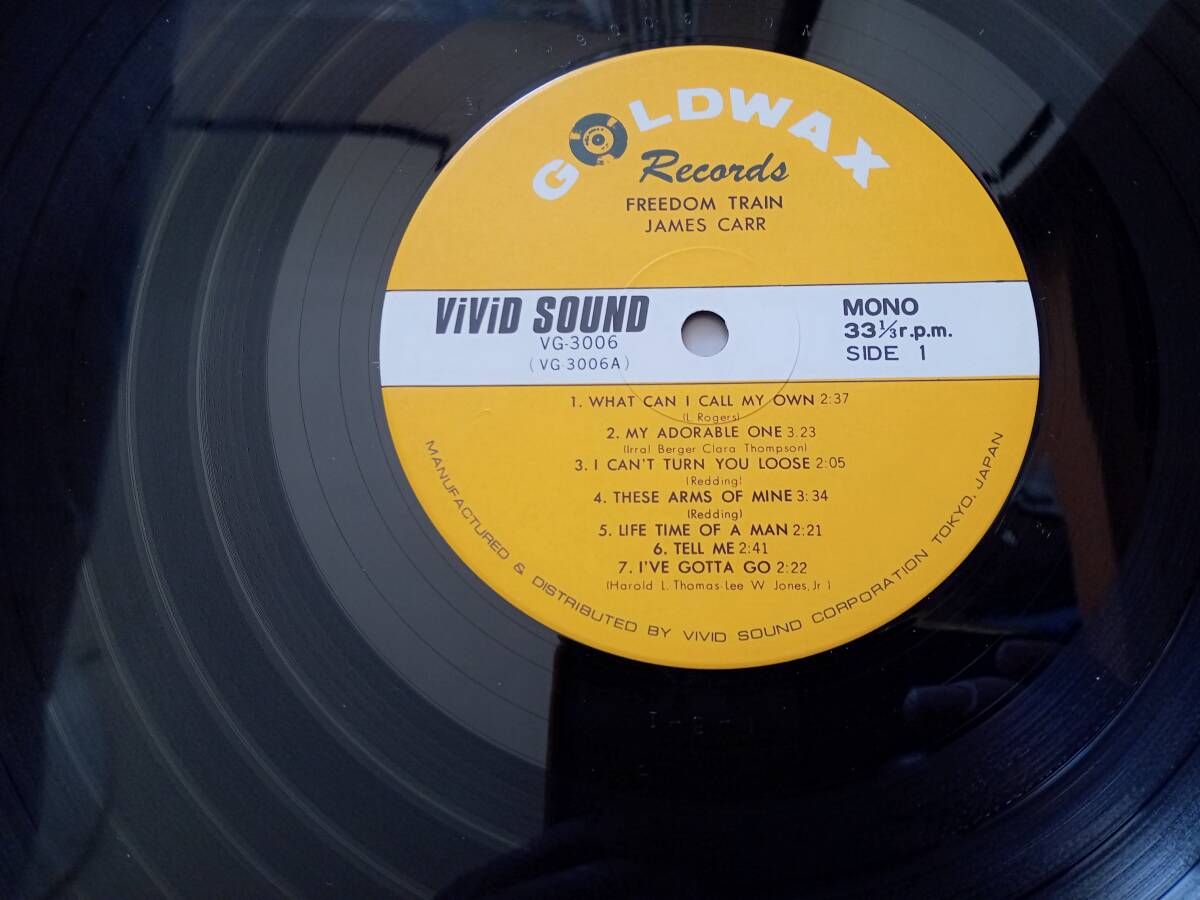 GOLDWAX
Records
FREEDOM TRAIN
JAMES CARR
ViViD SOUND
VG-3006
(VG-3006A)
MONO
33 1/3 r.p.m.
SIDE 1
1. WHAT CAN I CALL MY OWN 2:37
(L. Rogers)
2. MY ADORABLE ONE 3.23
(Irral Berger Clara Thompson)
3. I CAN'T TURN YOU LOOSE 2:05
(Redding)
4. THESE ARMS OF MINE 3:34
(Redding)
5. LIFE TIME OF A MAN 2:21
6. TELL ME 2:41
7. I'VE GOTTA GO 2:22
(Harold L. Thomas-Lee W. Jones, Jr.)
MANUFACTURED & DISTRIBUTED BY VIVID SOUND CORPORATION TOKYO, JAPAN